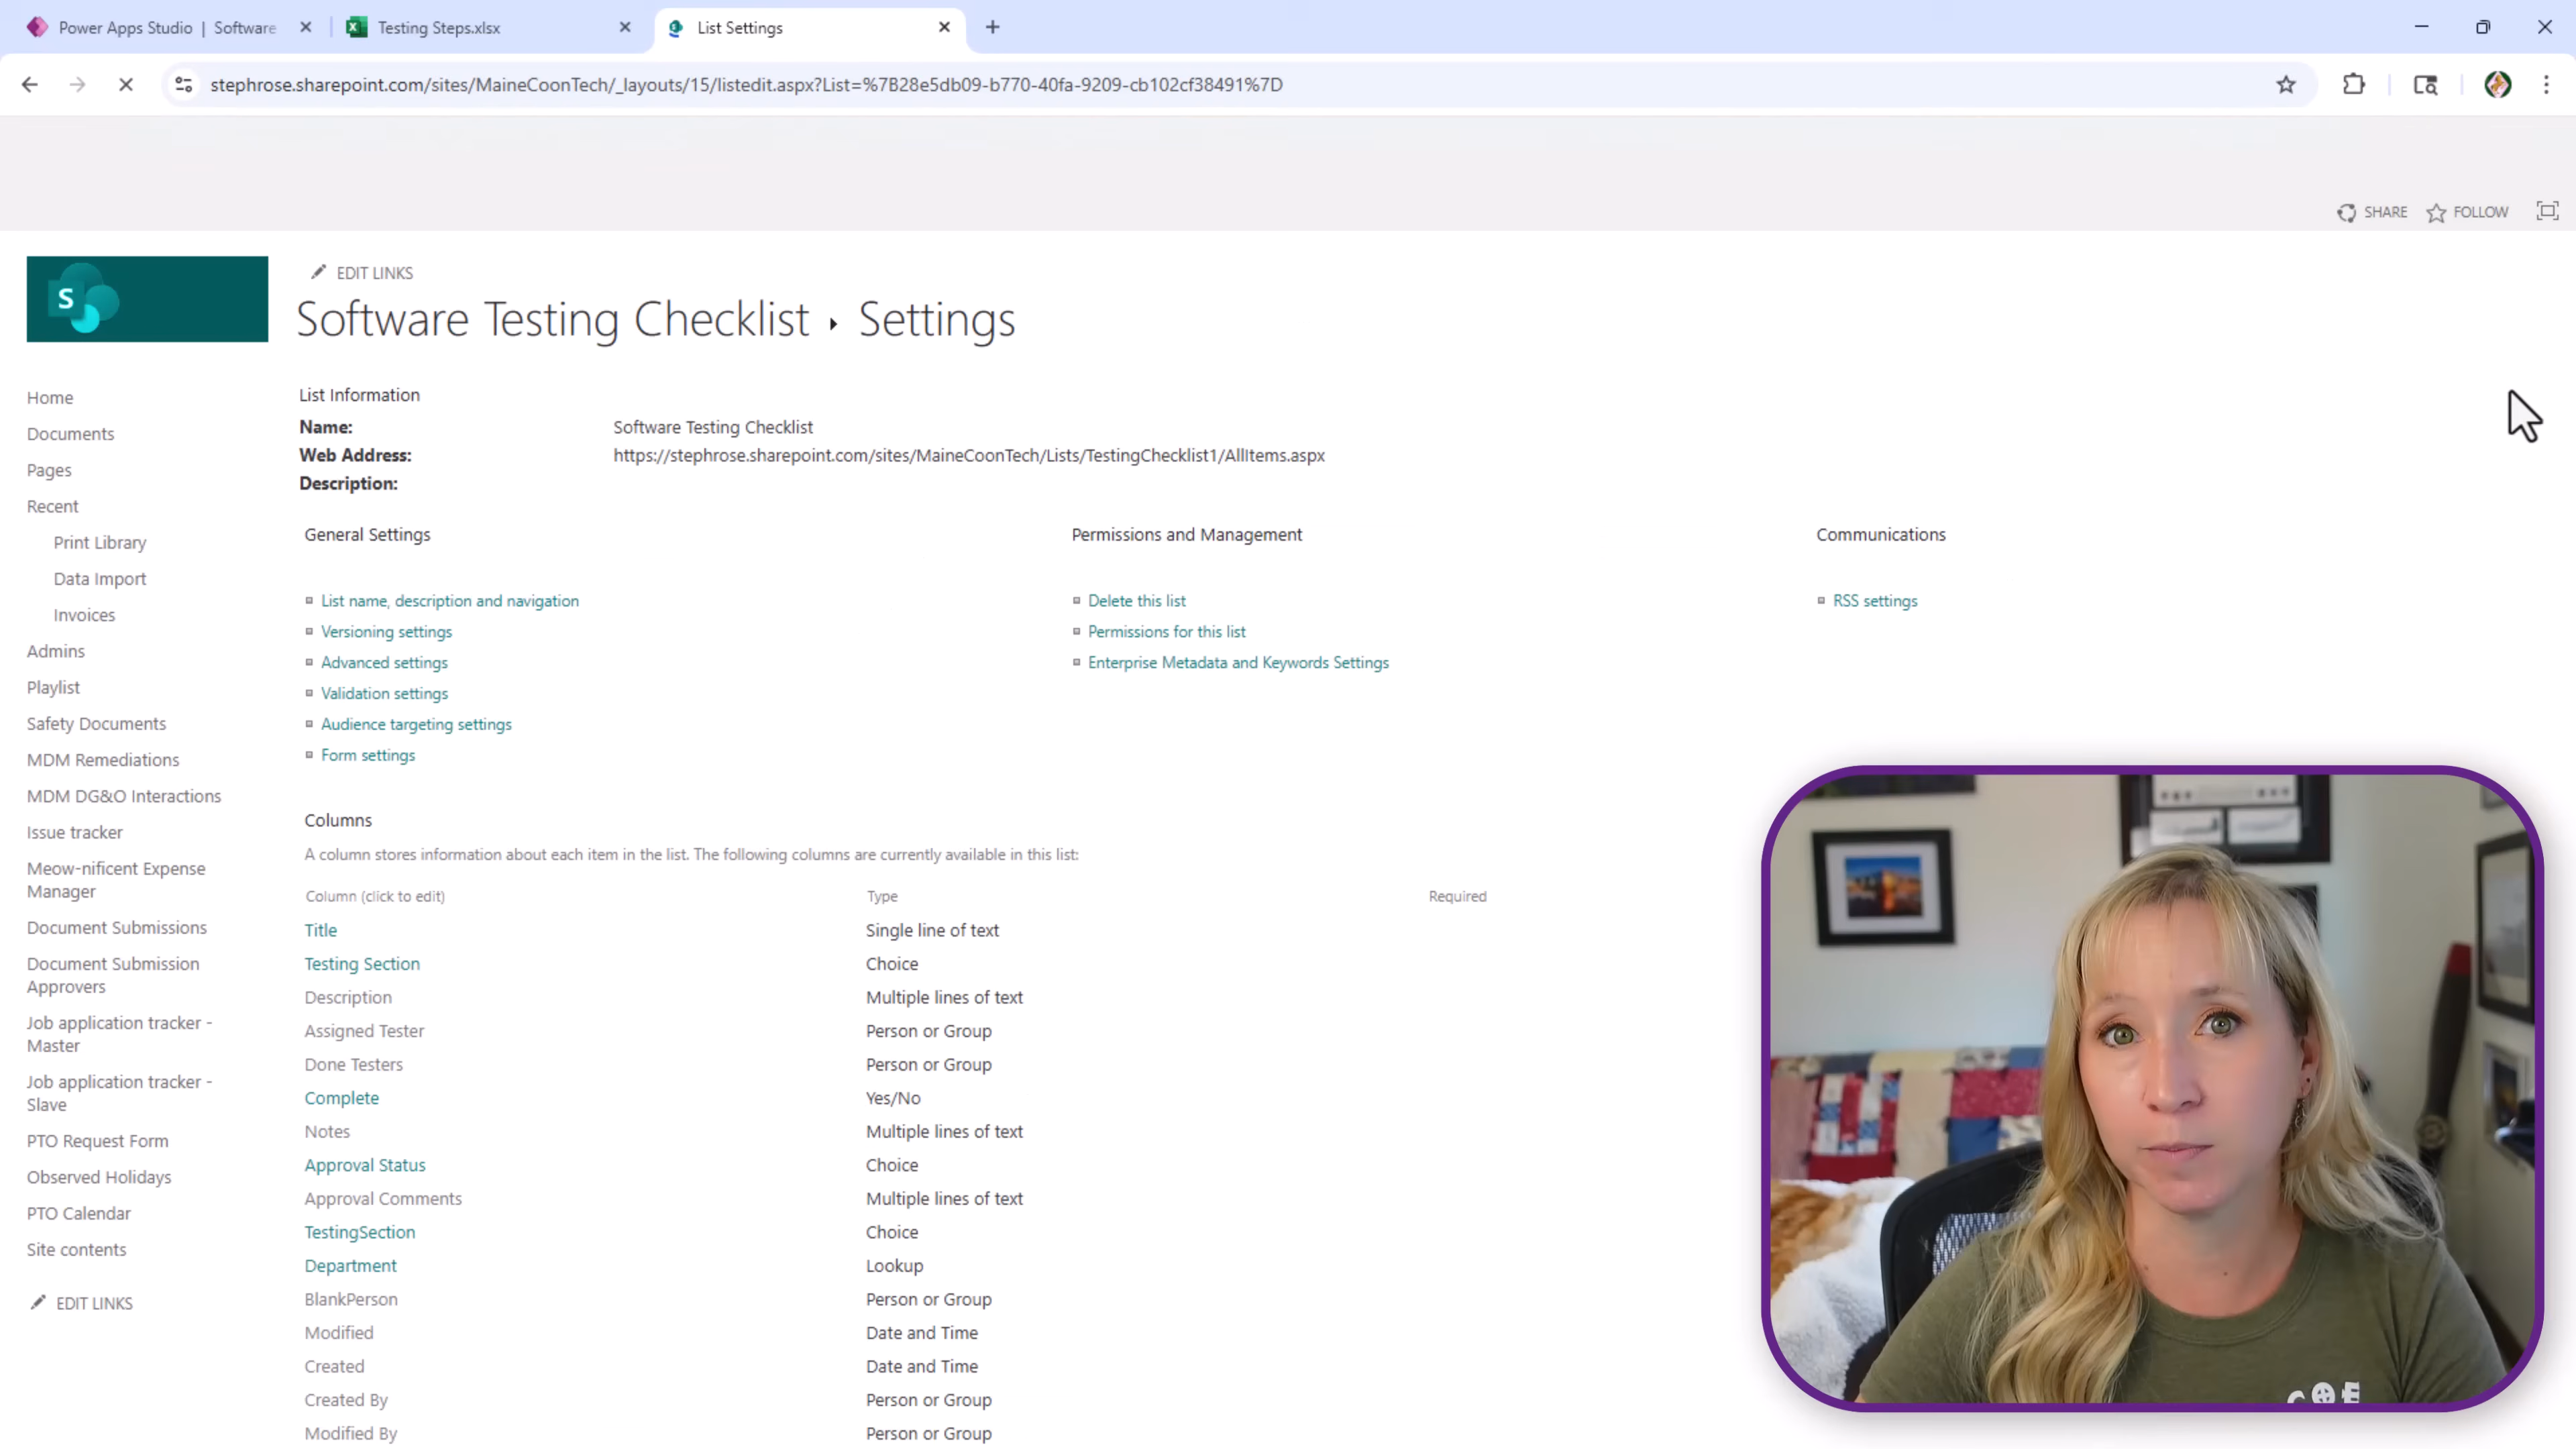 Power Apps Studio | Software
Testing Steps.xlsx
List Settings
stephrose.sharepoint.com/sites/MaineCoonTech/_layouts/15/listedit.aspx?List=%7B28e5db09-b770-40fa-9209-cb102cf38491%7D
SHARE
FOLLOW
S
EDIT LINKS
Software Testing Checklist ▸ Settings
Home
Documents
Pages
Recent
Print Library
Data Import
Invoices
Admins
Playlist
Safety Documents
MDM Remediations
MDM DG&O Interactions
Issue tracker
Meow-nificent Expense
Manager
Document Submissions
Document Submission
Approvers
Job application tracker -
Master
Job application tracker -
Slave
PTO Request Form
Observed Holidays
PTO Calendar
Site contents
EDIT LINKS
List Information
Name: Software Testing Checklist
Web Address: https://stephrose.sharepoint.com/sites/MaineCoonTech/Lists/TestingChecklist1/AllItems.aspx
Description:
General Settings
List name, description and navigation
Versioning settings
Advanced settings
Validation settings
Audience targeting settings
Form settings
Permissions and Management
Delete this list
Permissions for this list
Enterprise Metadata and Keywords Settings
Communications
RSS settings
Columns
A column stores information about each item in the list. The following columns are currently available in this list:
Column (click to edit) Type Required
Title Single line of text
Testing Section Choice
Description Multiple lines of text
Assigned Tester Person or Group
Done Testers Person or Group
Complete Yes/No
Notes Multiple lines of text
Approval Status Choice
Approval Comments Multiple lines of text
TestingSection Choice
Department Lookup
BlankPerson Person or Group
Modified Date and Time
Created Date and Time
Created By Person or Group
Modified By Person or Group